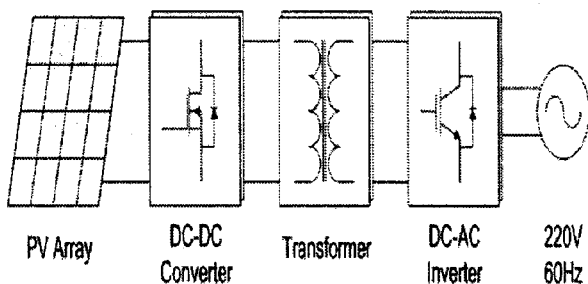 PV Array
DC-DC
Converter
Transformer
DC-AC
Inverter
220V
60Hz